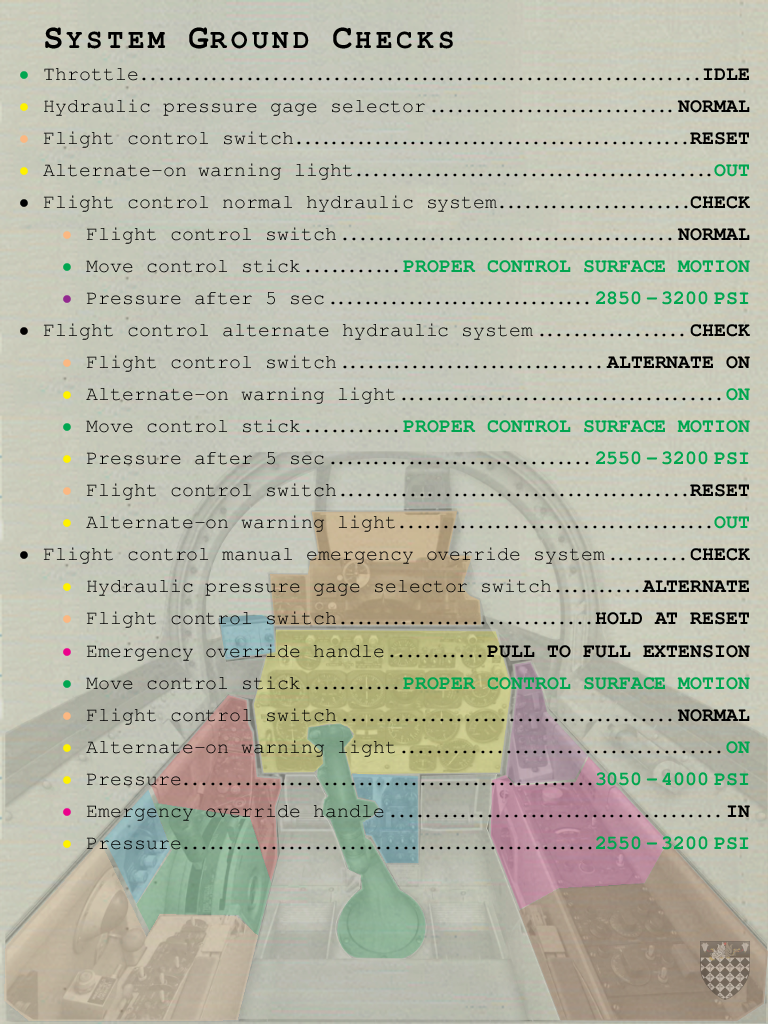 System Ground Checks
• Throttle...............................................................IDLE
• Hydraulic pressure gage selector............................NORMAL
• Flight control switch............................................RESET
• Alternate-on warning light........................................OUT
• Flight control normal hydraulic system.....................CHECK
• Flight control switch.....................................NORMAL
• Move control stick...........PROPER CONTROL SURFACE MOTION
• Pressure after 5 sec.............................2850–3200 PSI
• Flight control alternate hydraulic system.................CHECK
• Flight control switch.............................ALTERNATE ON
• Alternate-on warning light....................................ON
• Move control stick...........PROPER CONTROL SURFACE MOTION
• Pressure after 5 sec.............................2550–3200 PSI
• Flight control switch.......................................RESET
• Alternate-on warning light...................................OUT
• Flight control manual emergency override system.........CHECK
• Hydraulic pressure gage selector switch..........ALTERNATE
• Flight control switch............................HOLD AT RESET
• Emergency override handle...........PULL TO FULL EXTENSION
• Move control stick...........PROPER CONTROL SURFACE MOTION
• Flight control switch.....................................NORMAL
• Alternate-on warning light....................................ON
• Pressure..............................................3050–4000 PSI
• Emergency override handle.....................................IN
• Pressure..............................................2550–3200 PSI